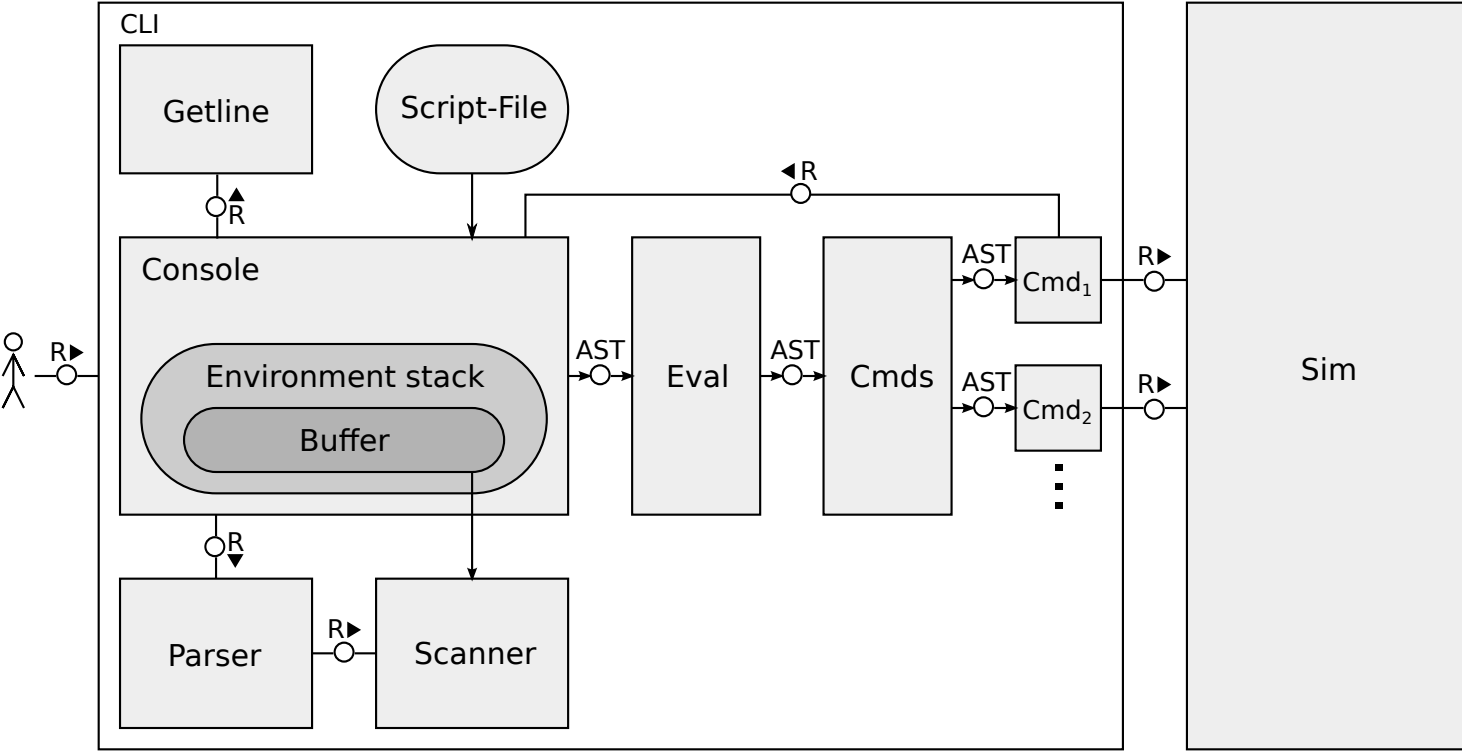 CLI
Getline
Script-File
R
R
Console
AST
Cmd₁
R
R
Environment stack
AST
Eval
AST
Cmds
AST
Cmd₂
R
Sim
Buffer
R
Parser
R
Scanner